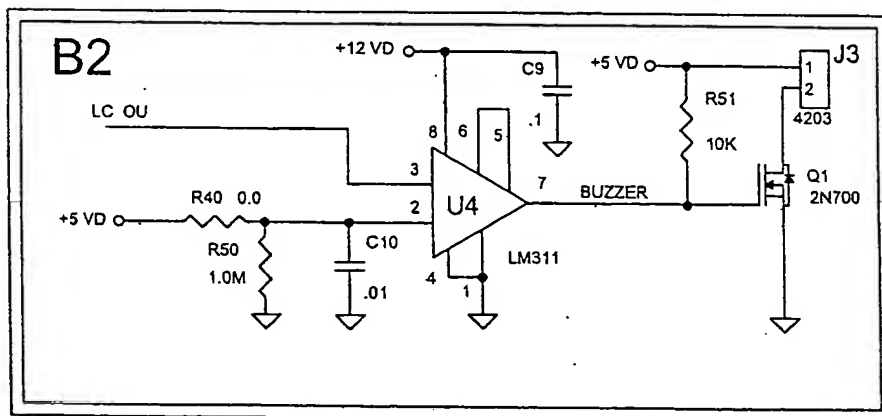 B2
+12 VD
C9
.1
+5 VD
J3
1
2
4203
R51
10K
LC OU
8
6
5
3
2
7
U4
BUZZER
Q1
2N700
R40 0.0
+5 VD
R50
1.0M
C10
.01
4
1
LM311